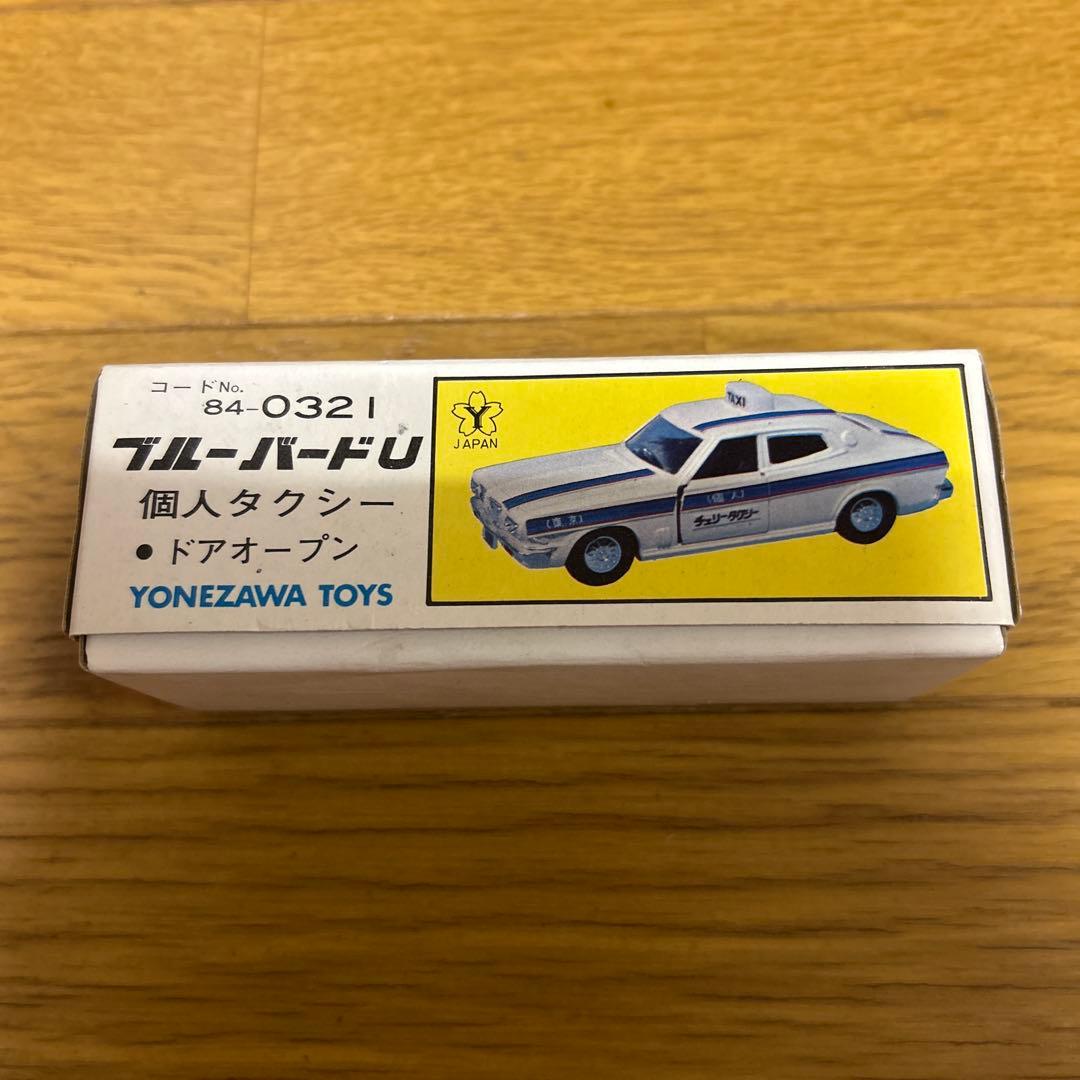 コードNo.
84-0321
ブルーバードU
個人タクシー
● ドアオープン
YONEZAWA TOYS
Y
JAPAN
TAXI
(個人)
(東京)
チェリータクシー